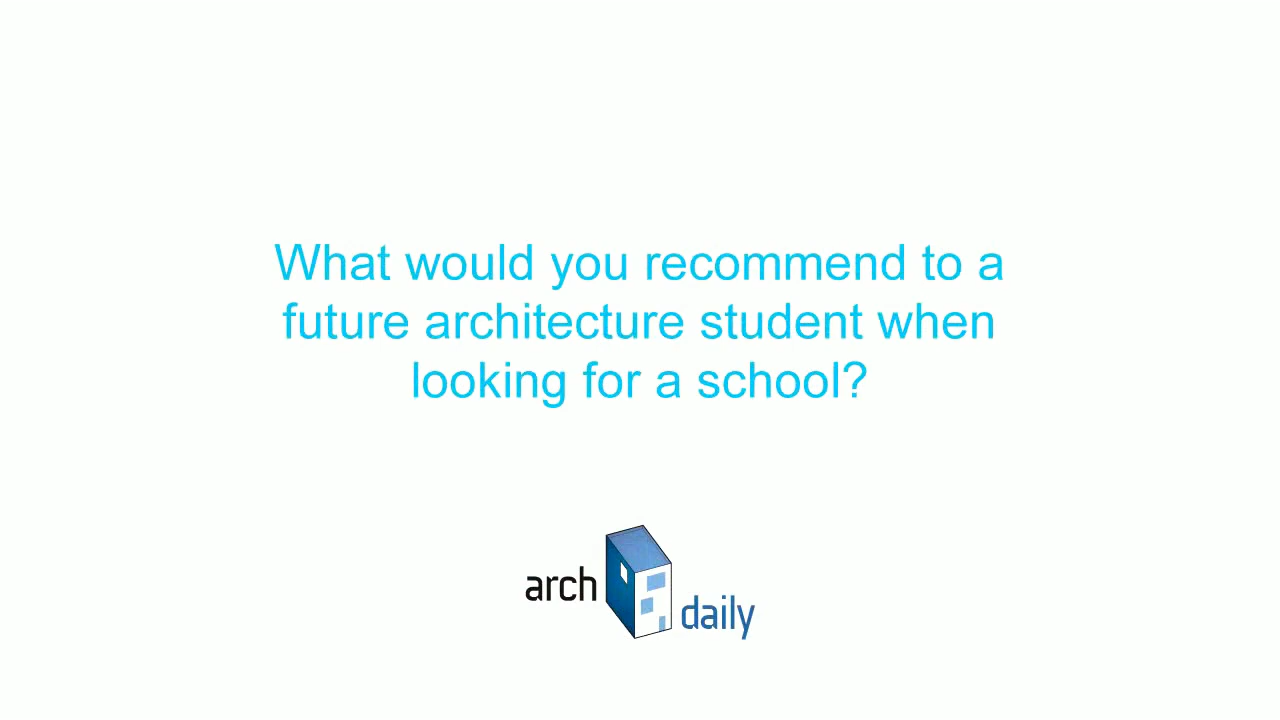 What would you recommend to a
future architecture student when
looking for a school?
arch daily